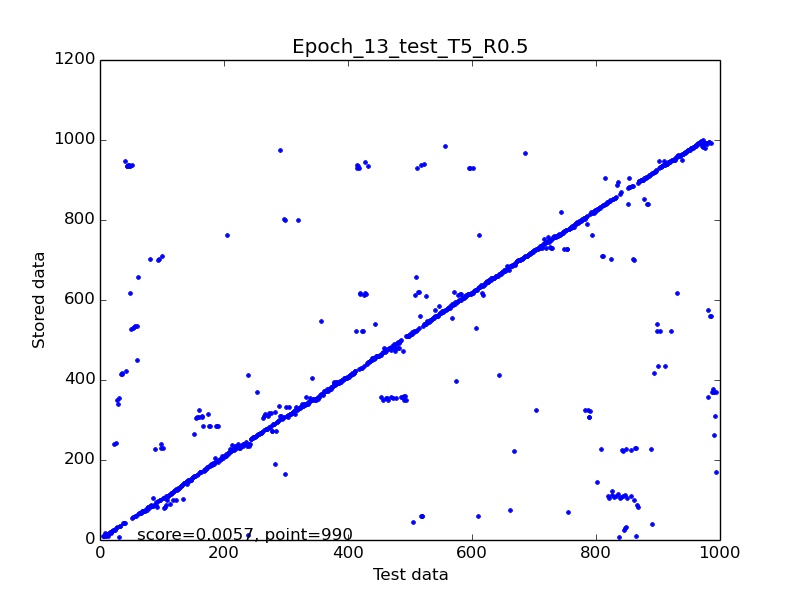 Epoch_13_test_T5_R0.5
1200
1000
800
600
400
200
0
Stored data
score=0.0057, point=990
0 200 400 600 800 1000
Test data